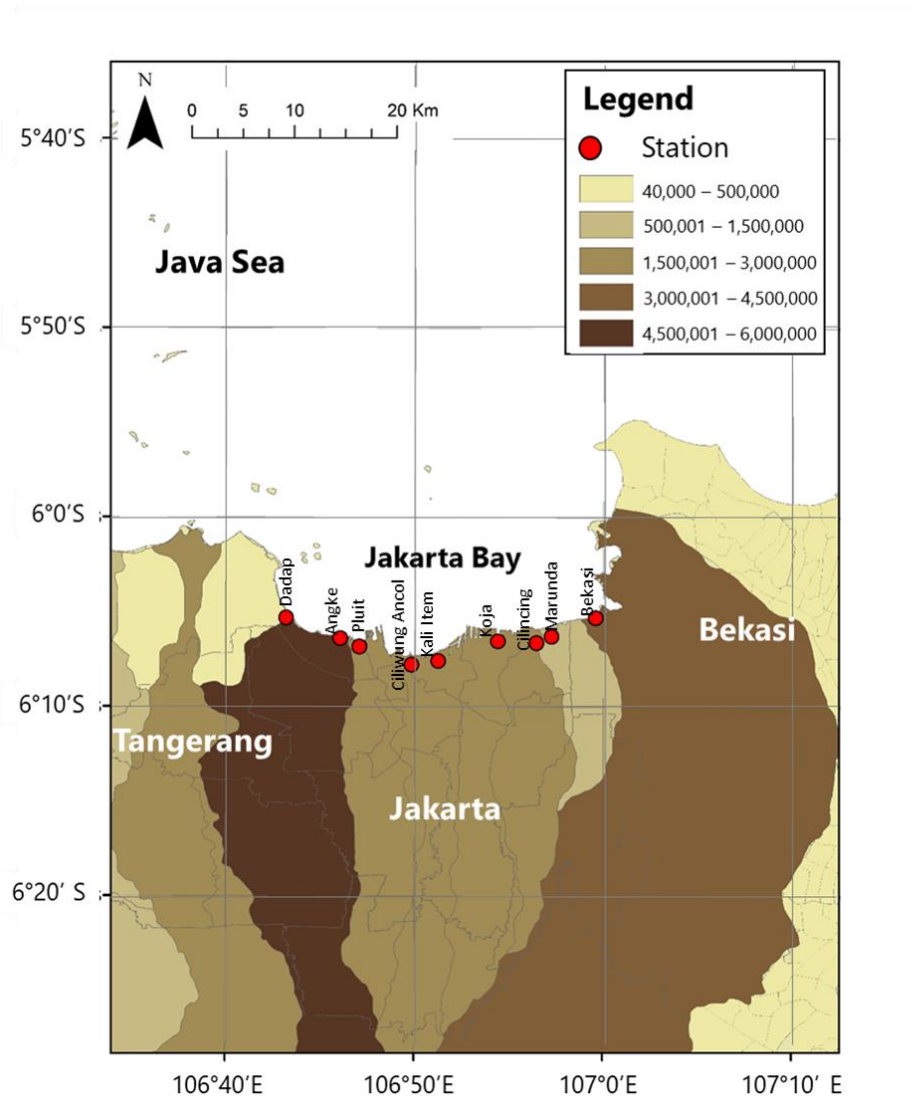 N
0 5 10 20 Km
Legend
Station
40,000 – 500,000
500,001 – 1,500,000
1,500,001 – 3,000,000
3,000,001 – 4,500,000
4,500,001 – 6,000,000
5°40'S
5°50'S
6°0'S
6°10'S
6°20' S
Java Sea
Jakarta Bay
Dadap
Angke
Pluit
Ciliwung Ancol
Kali Item
Koja
Cilincing
Marunda
Bekasi
Bekasi
Tangerang
Jakarta
106°40'E
106°50'E
107°0'E
107°10' E